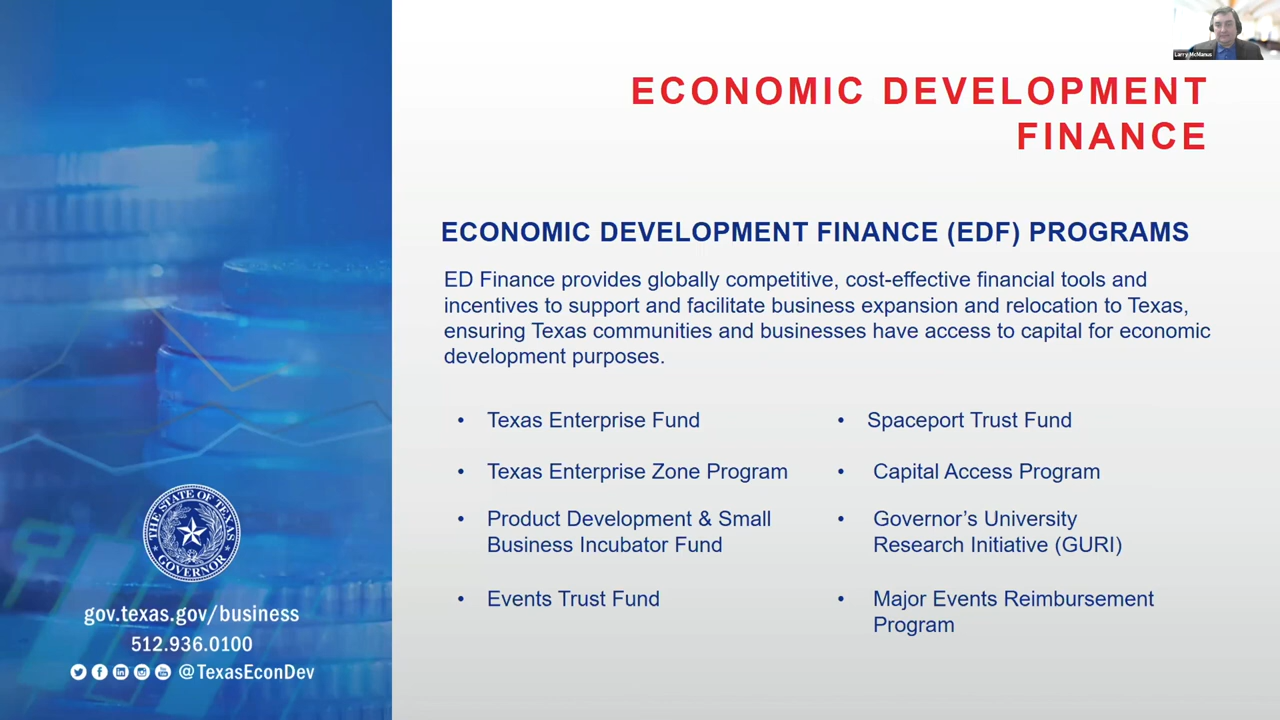 Larry McManus
ECONOMIC DEVELOPMENT
FINANCE
ECONOMIC DEVELOPMENT FINANCE (EDF) PROGRAMS
ED Finance provides globally competitive, cost-effective financial tools and
incentives to support and facilitate business expansion and relocation to Texas,
ensuring Texas communities and businesses have access to capital for economic
development purposes.
• Texas Enterprise Fund
• Texas Enterprise Zone Program
• Product Development & Small
Business Incubator Fund
• Events Trust Fund
• Spaceport Trust Fund
• Capital Access Program
• Governor’s University
Research Initiative (GURI)
• Major Events Reimbursement
Program
THE STATE OF TEXAS
GOVERNOR
gov.texas.gov/business
512.936.0100
@TexasEconDev